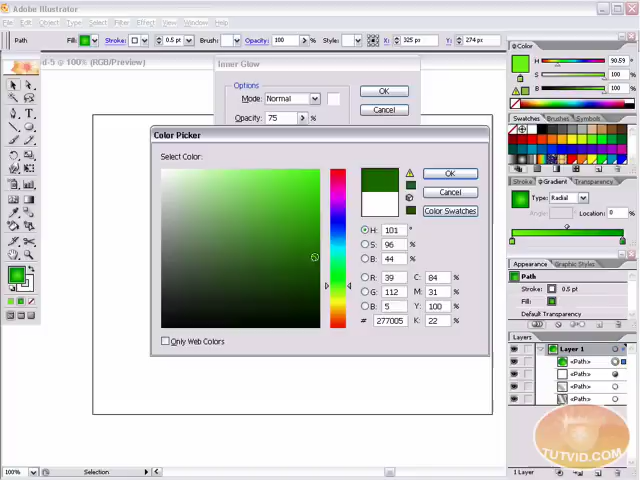 Adobe Illustrator
File Edit Object Type Select Filter Effect View Window Help
Path Fill: Stroke: 0.5 pt Brush: Opacity: 100 % Style: X: 325 px Y: 274 px
d-5 @ 100% (RGB/Preview)
Inner Glow
Options
Mode: Normal
Opacity: 75 %
OK
Cancel
Color Picker
Select Color:
OK
Cancel
Color Swatches
H: 101 °
S: 96 %
B: 44 %
R: 39 C: 84 %
G: 112 M: 31 %
B: 5 Y: 100 %
# 277005 K: 22 %
Only Web Colors
Color
H 90.59
S 100
B
Swatches Brushes Symbols
Stroke Gradient Transparency
Type: Radial
Angle: Location: 0 %
Appearance Graphic Styles
Path
Stroke: 0.5 pt
Fill:
Default Transparency
Layers
Layer 1
<Path>
<Path>
<Path>
<Path>
TUTVID.COM
1 Layer
100% Selection